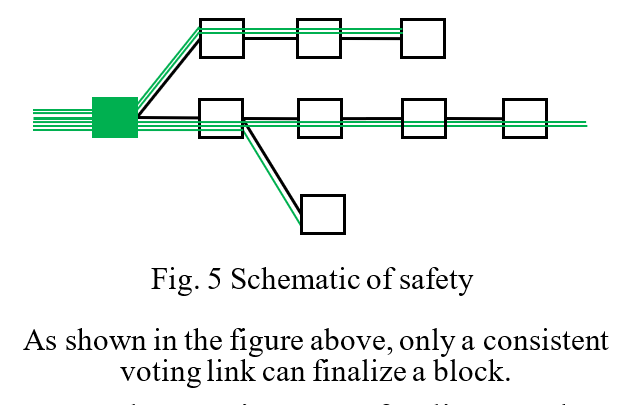 Fig. 5 Schematic of safety
As shown in the figure above, only a consistent
voting link can finalize a block.